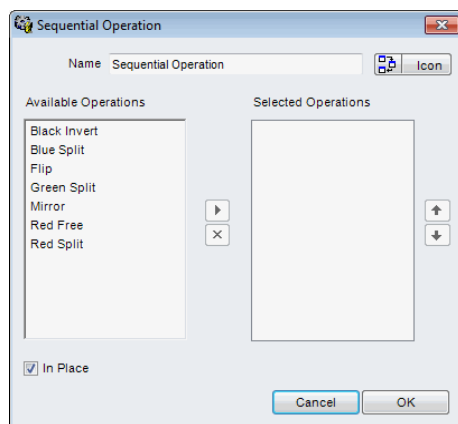 Sequential Operation
Name Sequential Operation Icon
Available Operations
Black Invert
Blue Split
Flip
Green Split
Mirror
Red Free
Red Split
Selected Operations
In Place
Cancel OK